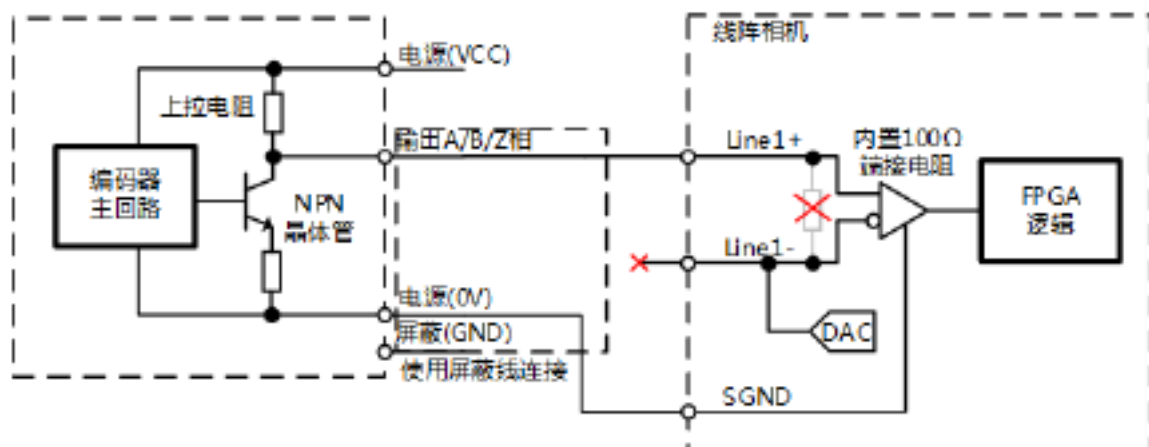 线阵相机
电源(VCC)
上拉电阻
输出A/B/Z相
Line1+
内置100Ω
端接电阻
编码器
主回路
NPN
晶体管
FPGA
逻辑
Line1-
电源(0V)
屏蔽(GND)
DAC
使用屏蔽线连接
SGND